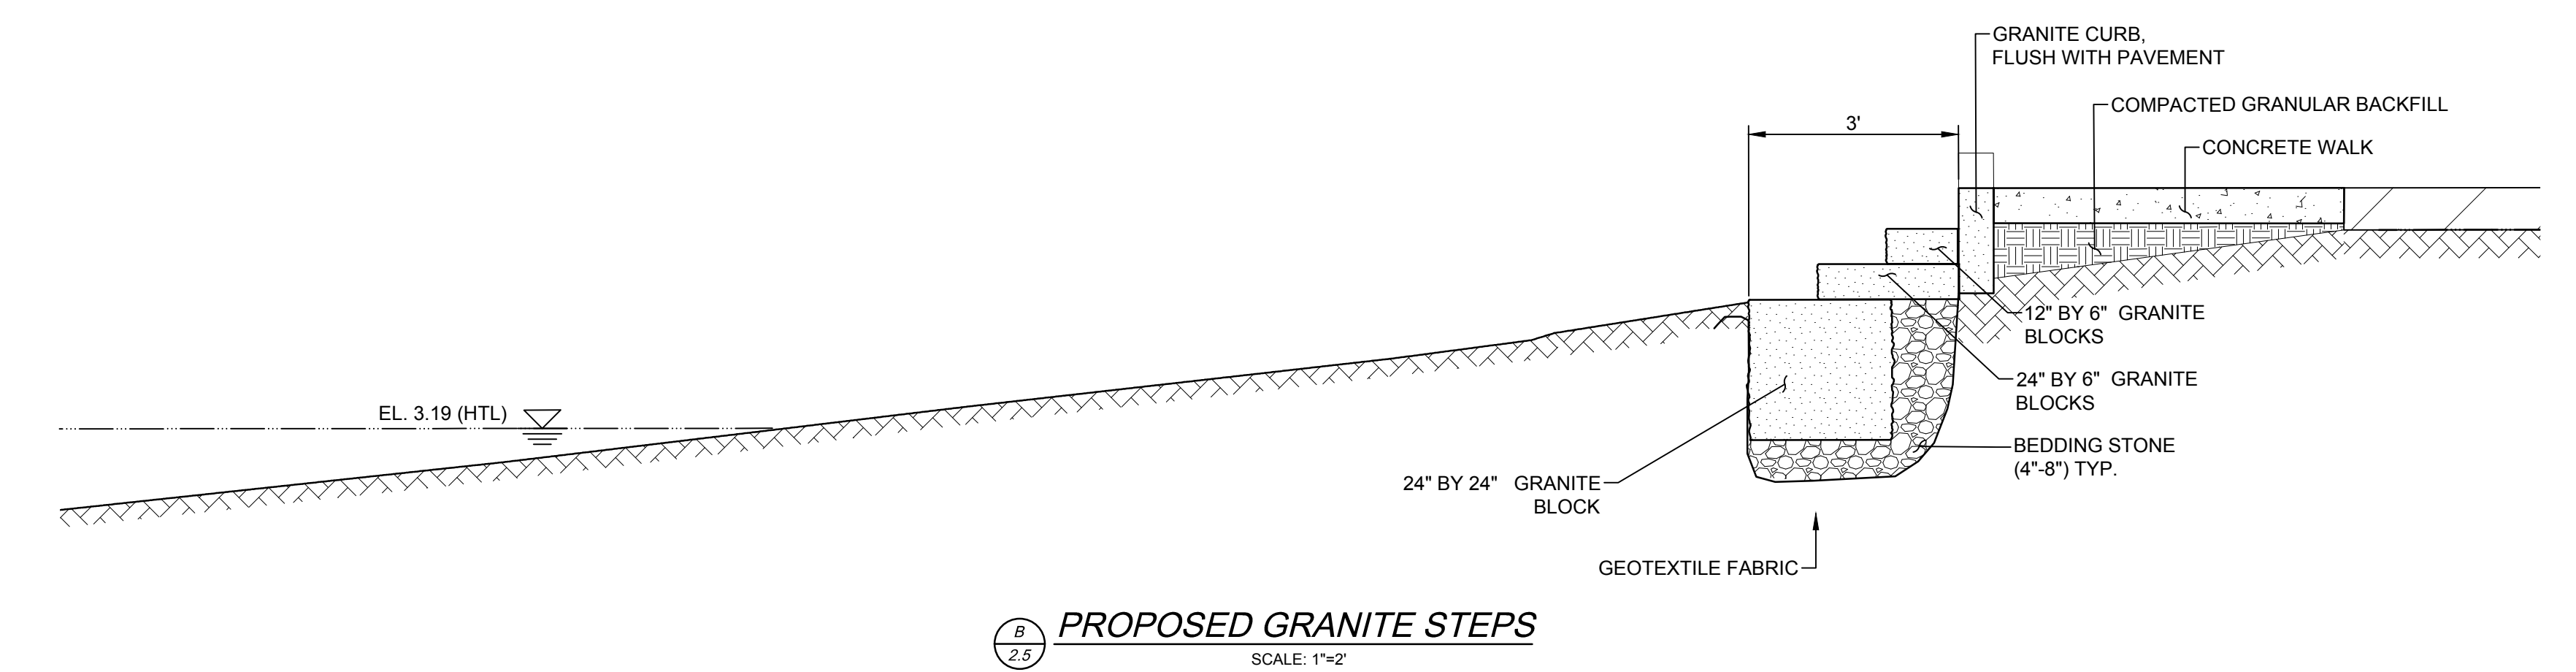 GRANITE CURB,
FLUSH WITH PAVEMENT
COMPACTED GRANULAR BACKFILL
3'
CONCRETE WALK
12" BY 6" GRANITE
BLOCKS
24" BY 6" GRANITE
BLOCKS
EL. 3.19 (HTL)
BEDDING STONE
(4"-8") TYP.
24" BY 24" GRANITE
BLOCK
GEOTEXTILE FABRIC
B
2.5
PROPOSED GRANITE STEPS
SCALE: 1"=2'